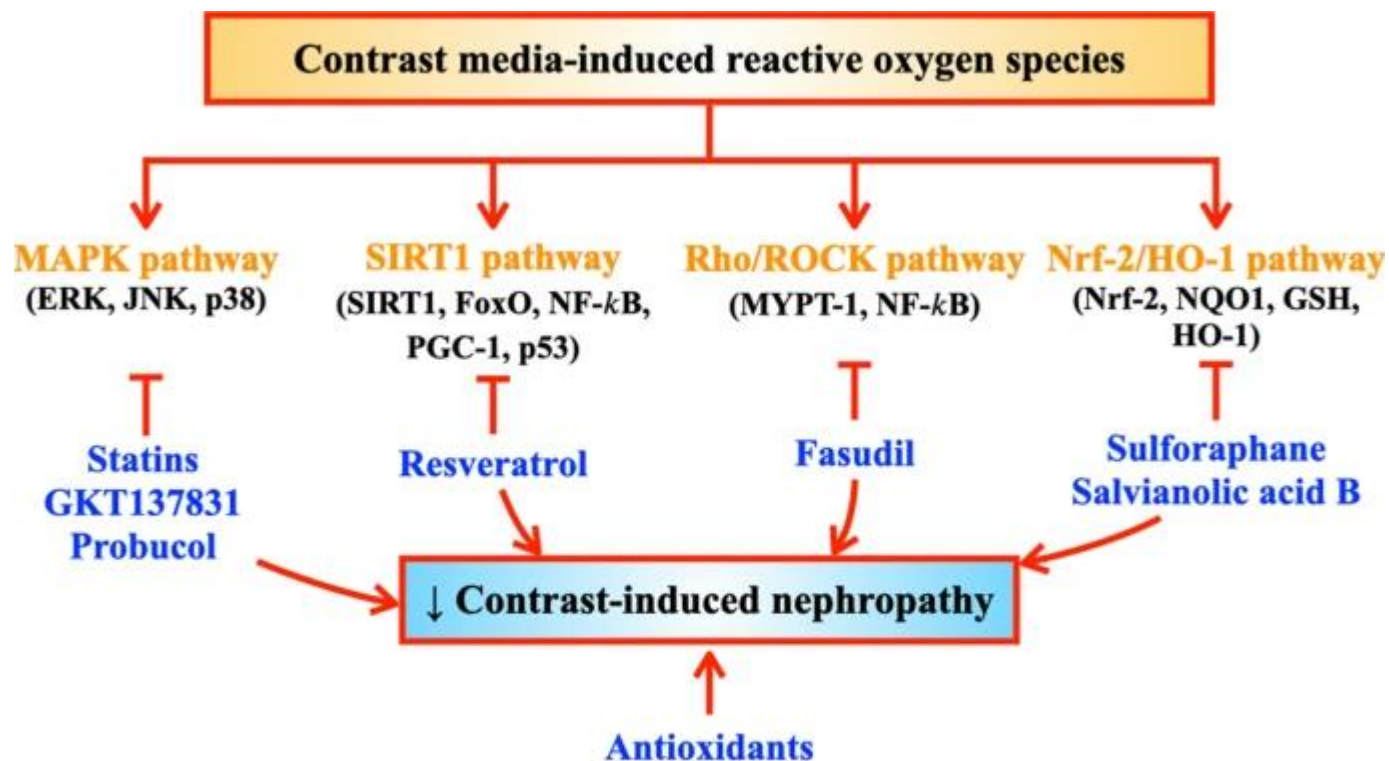 Contrast media-induced reactive oxygen species
MAPK pathway
(ERK, JNK, p38)
SIRT1 pathway
(SIRT1, FoxO, NF-kB,
PGC-1, p53)
Rho/ROCK pathway
(MYPT-1, NF-kB)
Nrf-2/HO-1 pathway
(Nrf-2, NQO1, GSH,
HO-1)
Statins
GKT137831
Probucol
Resveratrol
Fasudil
Sulforaphane
Salvianolic acid B
↓ Contrast-induced nephropathy
Antioxidants